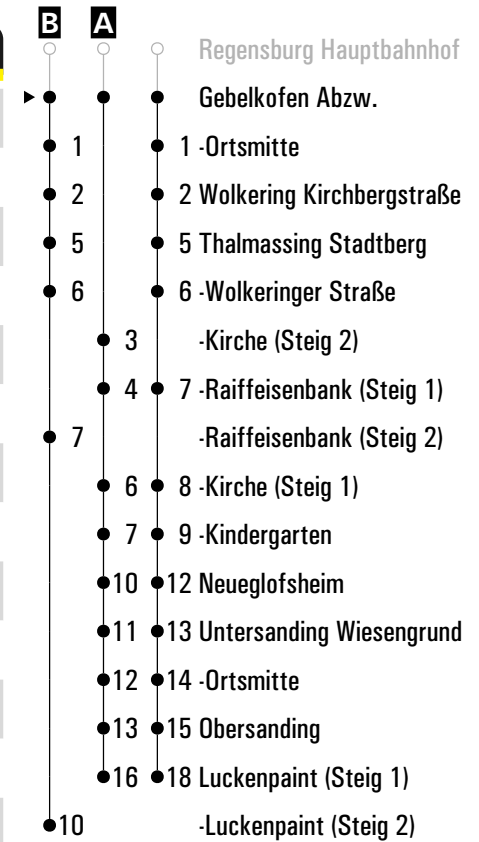 B A
Regensburg Hauptbahnhof
Gebelkofen Abzw.
1 1 -Ortsmitte
2 2 Wolkering Kirchbergstraße
5 5 Thalmassing Stadtberg
6 6 -Wolkeringer Straße
3 -Kirche (Steig 2)
4 7 -Raiffeisenbank (Steig 1)
7 -Raiffeisenbank (Steig 2)
6 8 -Kirche (Steig 1)
7 9 -Kindergarten
10 12 Neueglofsheim
11 13 Untersanding Wiesengrund
12 14 -Ortsmitte
13 15 Obersanding
16 18 Luckenpaint (Steig 1)
10 -Luckenpaint (Steig 2)